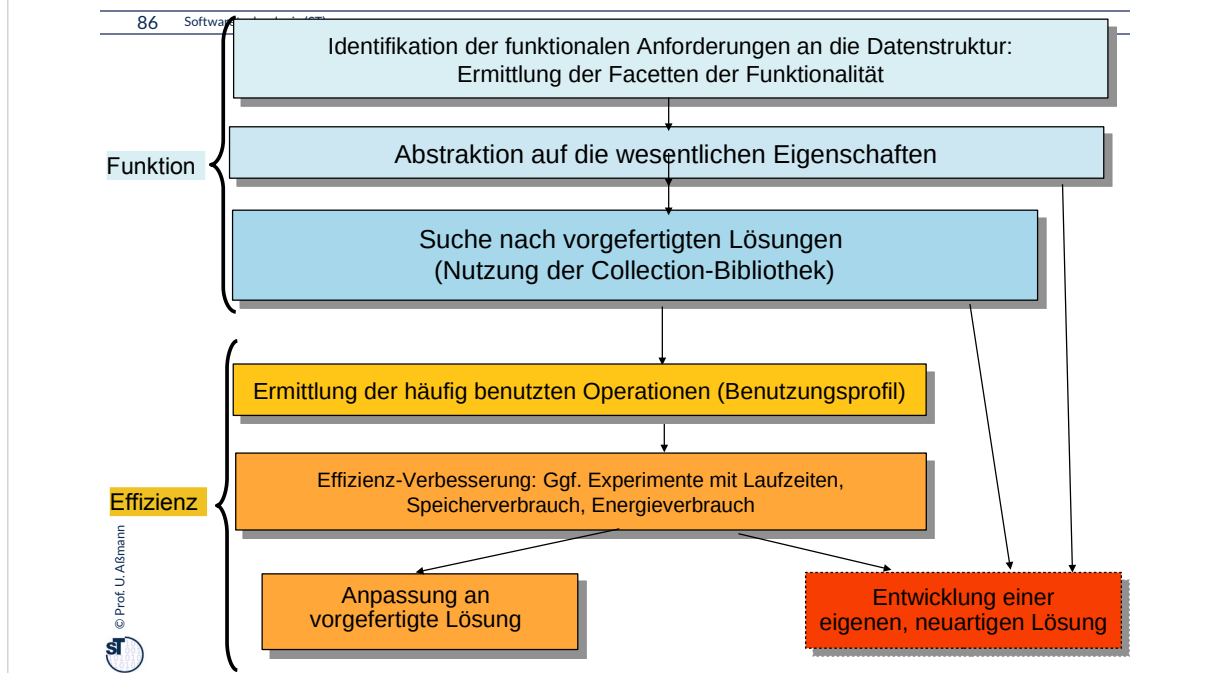 86
Identifikation der funktionalen Anforderungen an die Datenstruktur:
Ermittlung der Facetten der Funktionalität
Abstraktion auf die wesentlichen Eigenschaften
Funktion
Suche nach vorgefertigten Lösungen
(Nutzung der Collection-Bibliothek)
Ermittlung der häufig benutzten Operationen (Benutzungsprofil)
Effizienz-Verbesserung: Ggf. Experimente mit Laufzeiten,
Speicherverbrauch, Energieverbrauch
Effizienz
Anpassung an
vorgefertigte Lösung
Entwicklung einer
eigenen, neuartigen Lösung
© Prof. U. Aßmann
ST